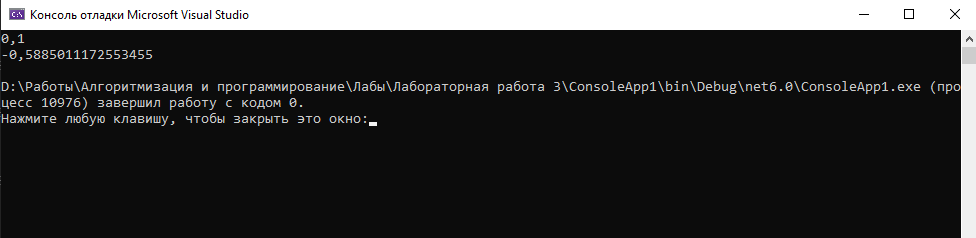 Консоль отладки Microsoft Visual Studio
0,1
-0,5885011172553455
D:\Работы\Алгоритмизация и программирование\Лабы\Лабораторная работа 3\ConsoleApp1\bin\Debug\net6.0\ConsoleApp1.exe (про
цесс 10976) завершил работу с кодом 0.
Нажмите любую клавишу, чтобы закрыть это окно: